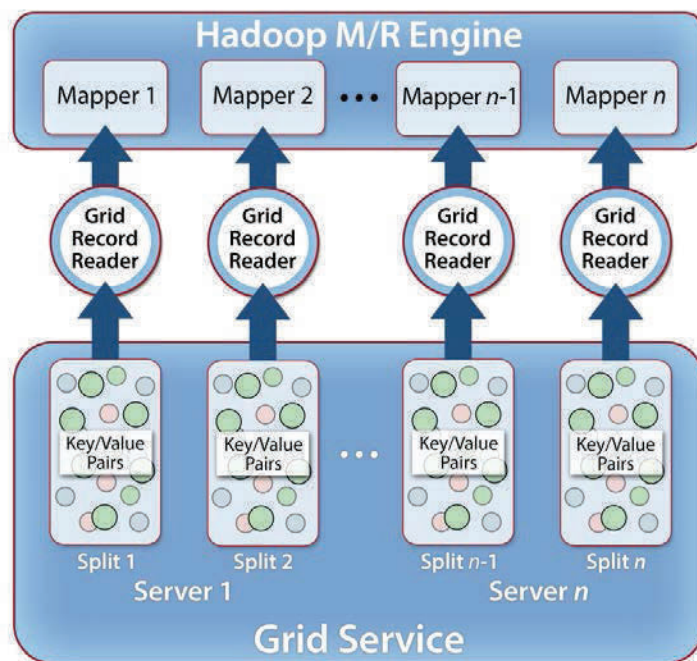 Hadoop M/R Engine
Mapper 1
Mapper 2
•••
Mapper n-1
Mapper n
Grid
Record
Reader
Grid
Record
Reader
Grid
Record
Reader
Grid
Record
Reader
Key/Value
Pairs
Key/Value
Pairs
•••
Key/Value
Pairs
Key/Value
Pairs
Split 1
Split 2
Split n-1
Split n
Server 1
Server n
Grid Service